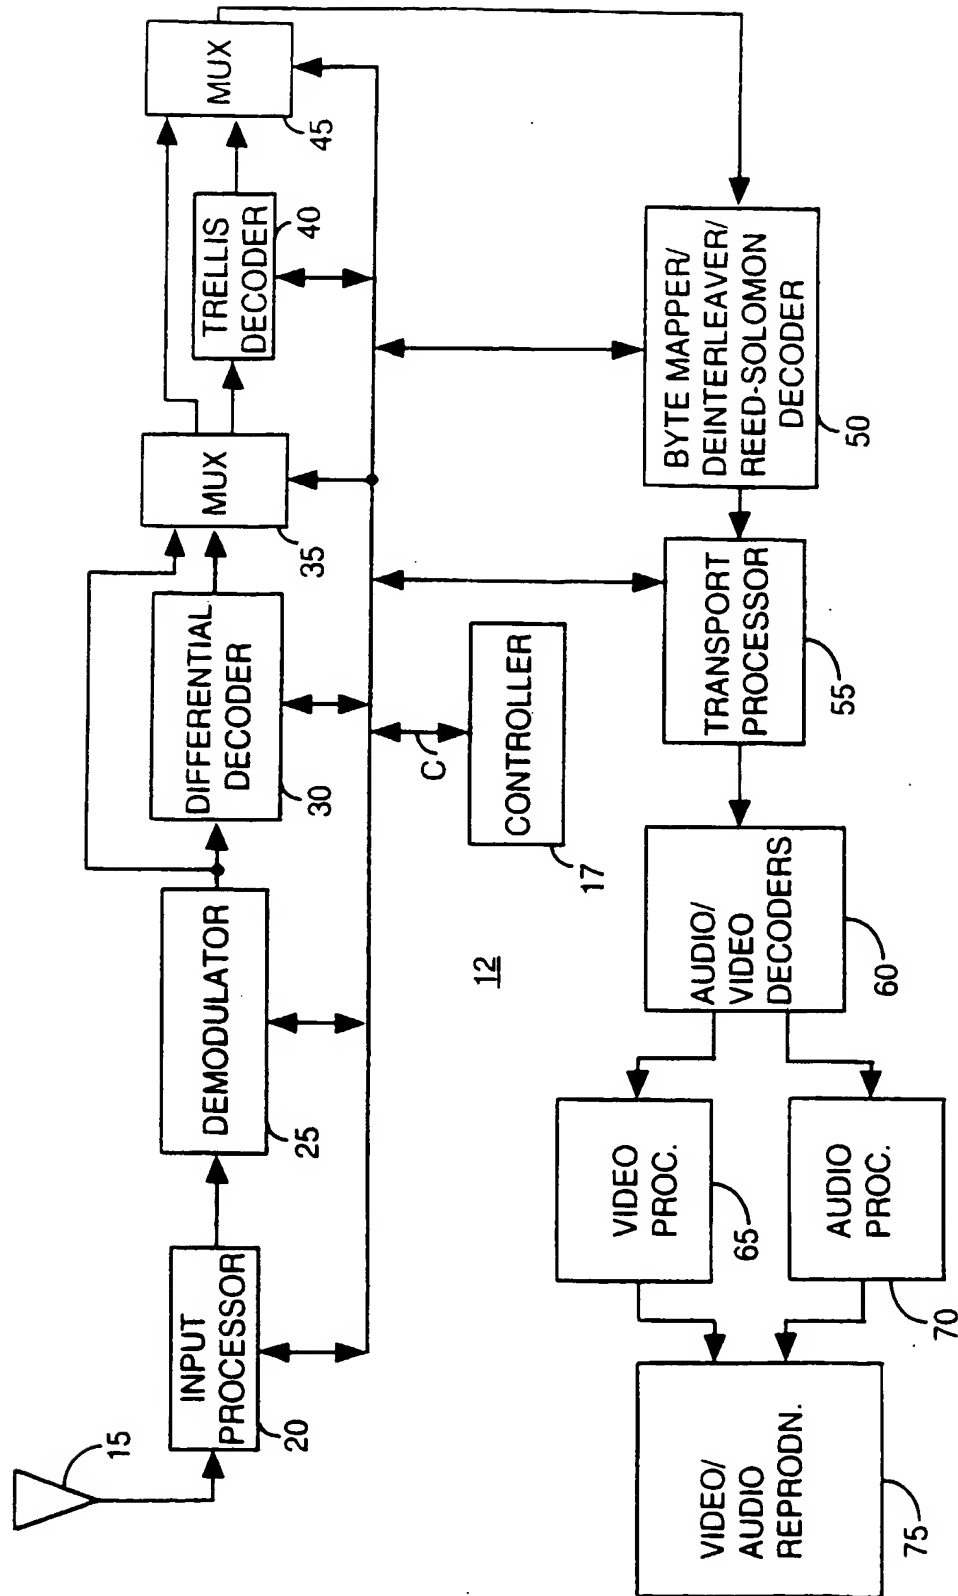 15
INPUT
PROCESSOR
20
DEMODULATOR
25
DIFFERENTIAL
DECODER
30
MUX
35
TRELLIS
DECODER
40
MUX
45
C
CONTROLLER
17
12
BYTE MAPPER/
DEINTERLEAVER/
REED-SOLOMON
DECODER
50
TRANSPORT
PROCESSOR
55
AUDIO/
VIDEO
DECODERS
60
VIDEO
PROC.
65
AUDIO
PROC.
70
VIDEO/
AUDIO
REPRODN.
75